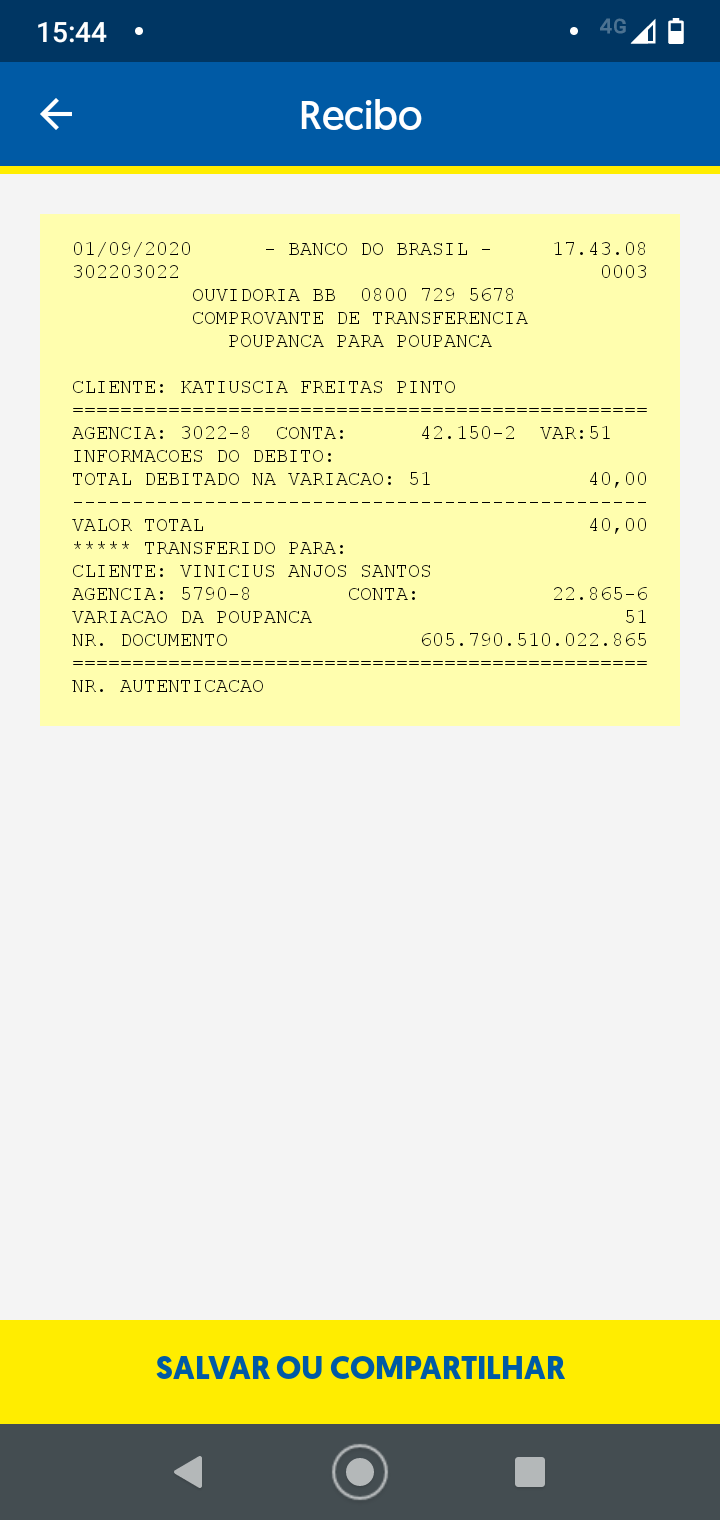 15:44
4G
Recibo
01/09/2020 - BANCO DO BRASIL - 17.43.08
302203022 0003
OUVIDORIA BB 0800 729 5678
COMPROVANTE DE TRANSFERENCIA
POUPANCA PARA POUPANCA
CLIENTE: KATIUSCIA FREITAS PINTO
================================================
AGENCIA: 3022-8 CONTA: 42.150-2 VAR:51
INFORMACOES DO DEBITO:
TOTAL DEBITADO NA VARIACAO: 51 40,00
------------------------------------------------
VALOR TOTAL 40,00
***** TRANSFERIDO PARA:
CLIENTE: VINICIUS ANJOS SANTOS
AGENCIA: 5790-8 CONTA: 22.865-6
VARIACAO DA POUPANCA 51
NR. DOCUMENTO 605.790.510.022.865
================================================
NR. AUTENTICACAO
SALVAR OU COMPARTILHAR